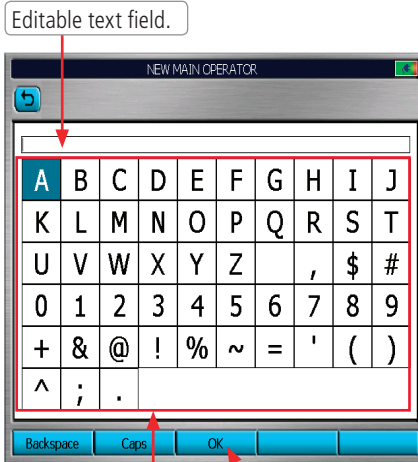 Editable text field.
NEW MAIN OPERATOR
A B C D E F G H I J
K L M N O P Q R S T
U V W X Y Z , $ #
0 1 2 3 4 5 6 7 8 9
+ & @ ! % ~ = ' ( )
^ ; .
Backspace Caps OK